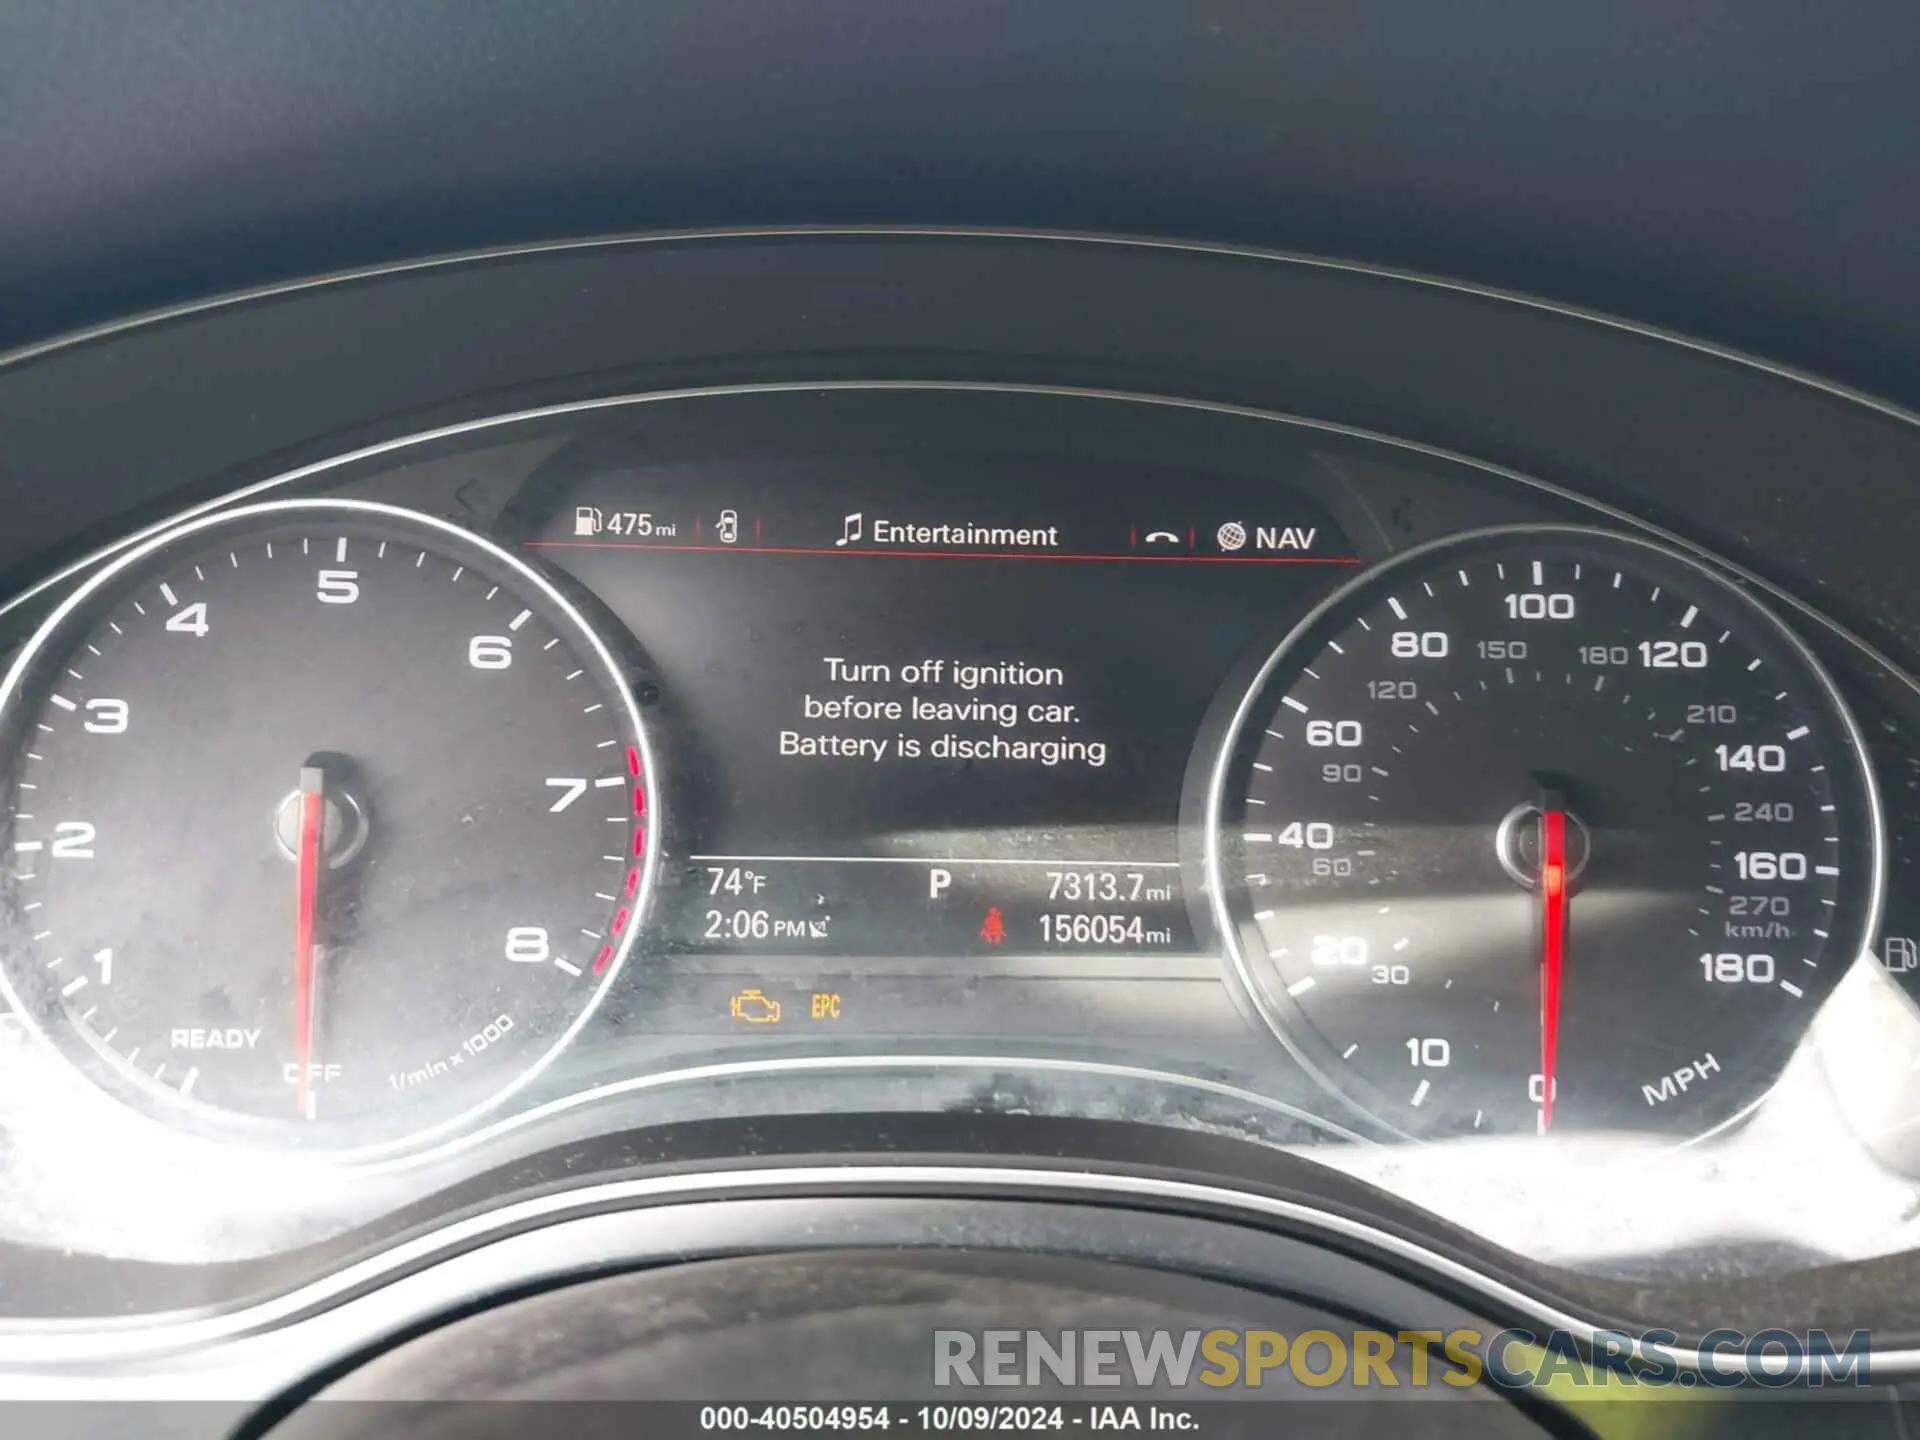 475 mi
Entertainment
NAV
Turn off ignition
before leaving car.
Battery is discharging
74°F
P
7313.7 mi
2:06 PM
156054 mi
EPC
1
2
3
4
5
6
7
8
READY
OFF
1/min x 1000
0
10
20
40
60
80
100
120
140
160
180
MPH
30
60
90
120
150
180
210
240
270
km/h
RENEWSPORTSCARS.COM
000-40504954 - 10/09/2024 - IAA Inc.